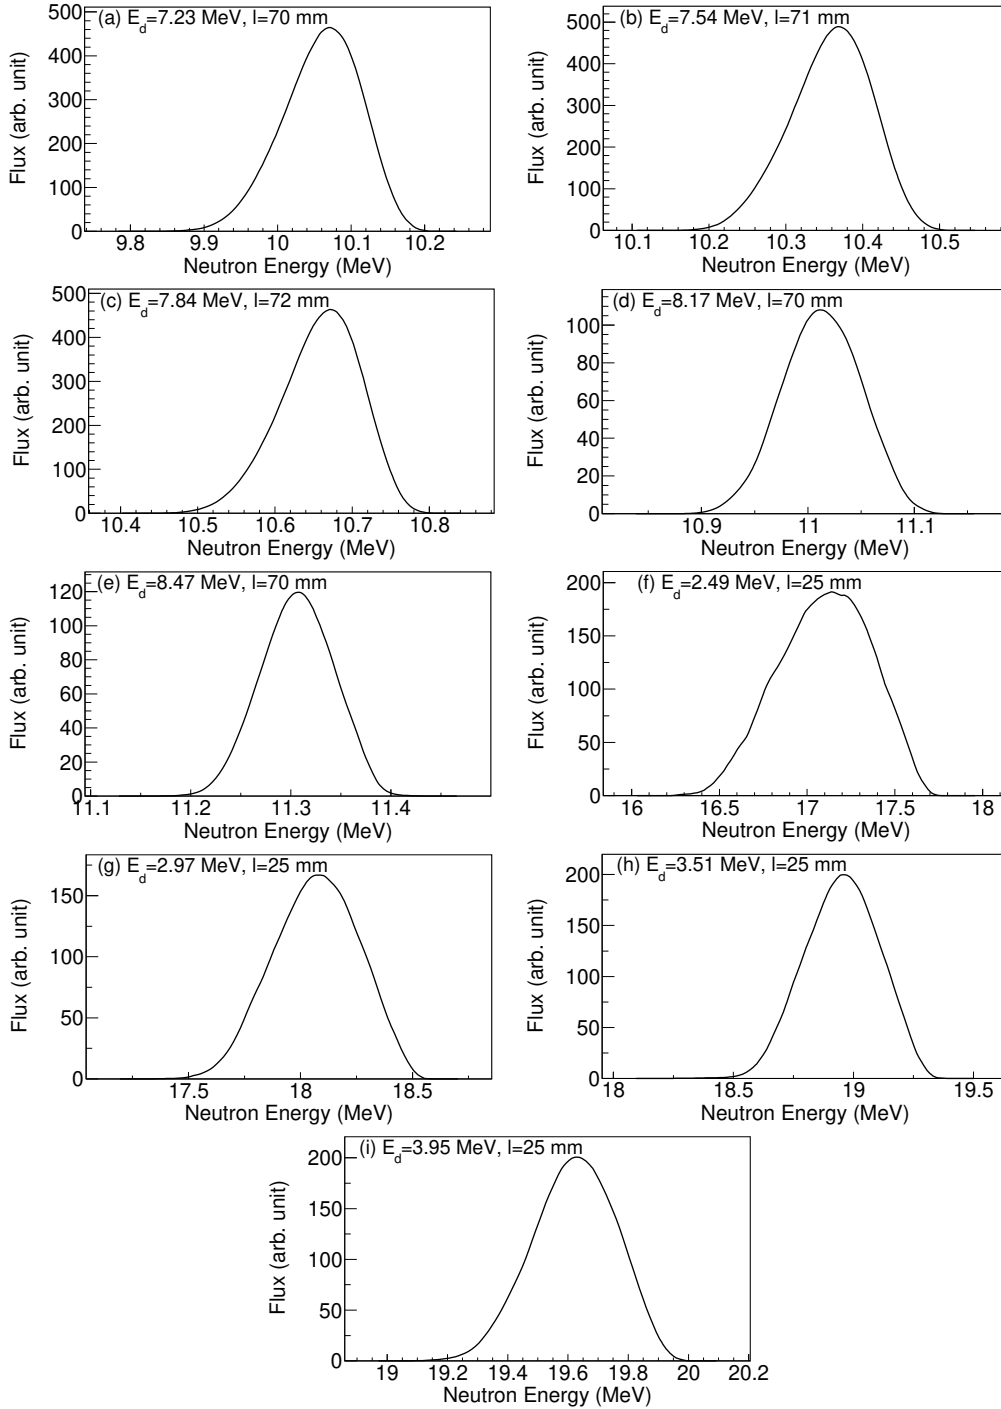 (a) E_d=7.23 MeV, l=70 mm
Flux (arb. unit)
500
400
300
200
100
0
9.8 9.9 10 10.1 10.2
Neutron Energy (MeV)
(b) E_d=7.54 MeV, l=71 mm
Flux (arb. unit)
500
400
300
200
100
0
10.1 10.2 10.3 10.4 10.5
Neutron Energy (MeV)
(c) E_d=7.84 MeV, l=72 mm
Flux (arb. unit)
500
400
300
200
100
0
10.4 10.5 10.6 10.7 10.8
Neutron Energy (MeV)
(d) E_d=8.17 MeV, l=70 mm
Flux (arb. unit)
100
80
60
40
20
0
10.9 11 11.1
Neutron Energy (MeV)
(e) E_d=8.47 MeV, l=70 mm
Flux (arb. unit)
120
100
80
60
40
20
0
11.1 11.2 11.3 11.4
Neutron Energy (MeV)
(f) E_d=2.49 MeV, l=25 mm
Flux (arb. unit)
200
150
100
50
0
16 16.5 17 17.5 18
Neutron Energy (MeV)
(g) E_d=2.97 MeV, l=25 mm
Flux (arb. unit)
150
100
50
0
17.5 18 18.5
Neutron Energy (MeV)
(h) E_d=3.51 MeV, l=25 mm
Flux (arb. unit)
200
150
100
50
0
18 18.5 19 19.5
Neutron Energy (MeV)
(i) E_d=3.95 MeV, l=25 mm
Flux (arb. unit)
200
150
100
50
0
19 19.2 19.4 19.6 19.8 20 20.2
Neutron Energy (MeV)